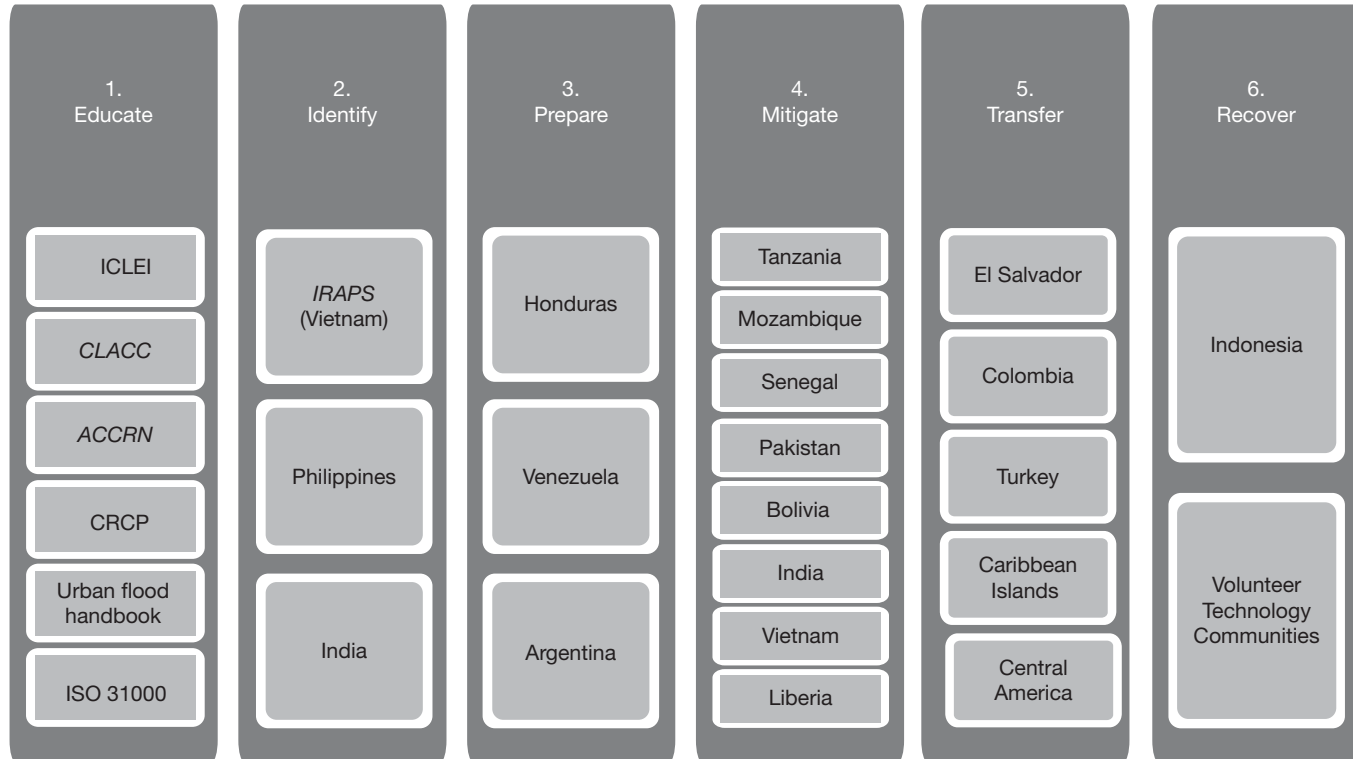 1.
Educate
ICLEI
CLACC
ACCRN
CRCP
Urban flood
handbook
ISO 31000
2.
Identify
IRAPS
(Vietnam)
Philippines
India
3.
Prepare
Honduras
Venezuela
Argentina
4.
Mitigate
Tanzania
Mozambique
Senegal
Pakistan
Bolivia
India
Vietnam
Liberia
5.
Transfer
El Salvador
Colombia
Turkey
Caribbean
Islands
Central
America
6.
Recover
Indonesia
Volunteer
Technology
Communities